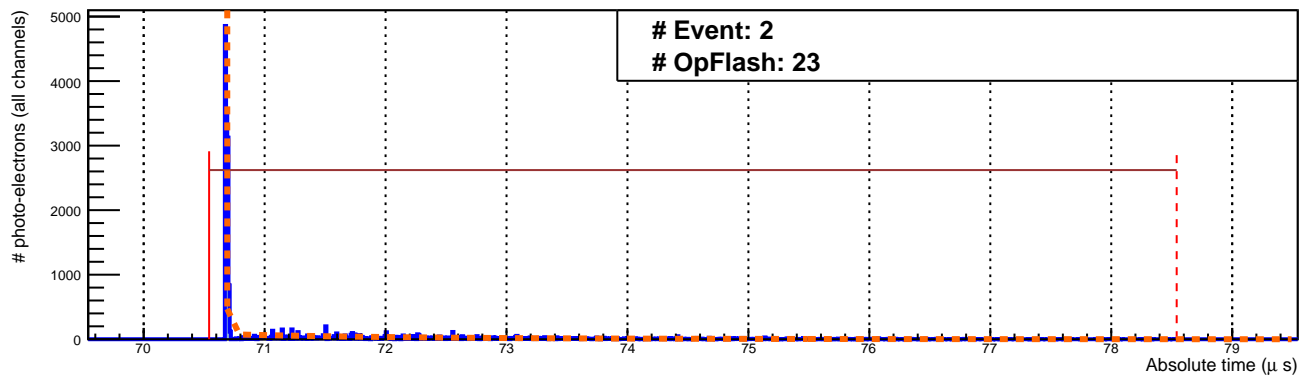 # Event: 2
# OpFlash: 23
# photo-electrons (all channels)
5000
4000
3000
2000
1000
0
70 71 72 73 74 75 76 77 78 79
Absolute time (μ s)